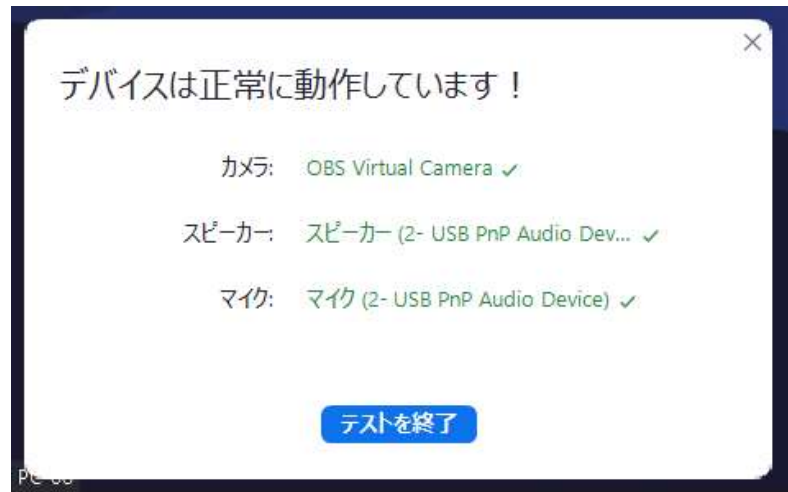 デバイスは正常に動作しています！
カメラ: OBS Virtual Camera ✓
スピーカー: スピーカー (2- USB PnP Audio Dev... ✓
マイク: マイク (2- USB PnP Audio Device) ✓
テストを終了